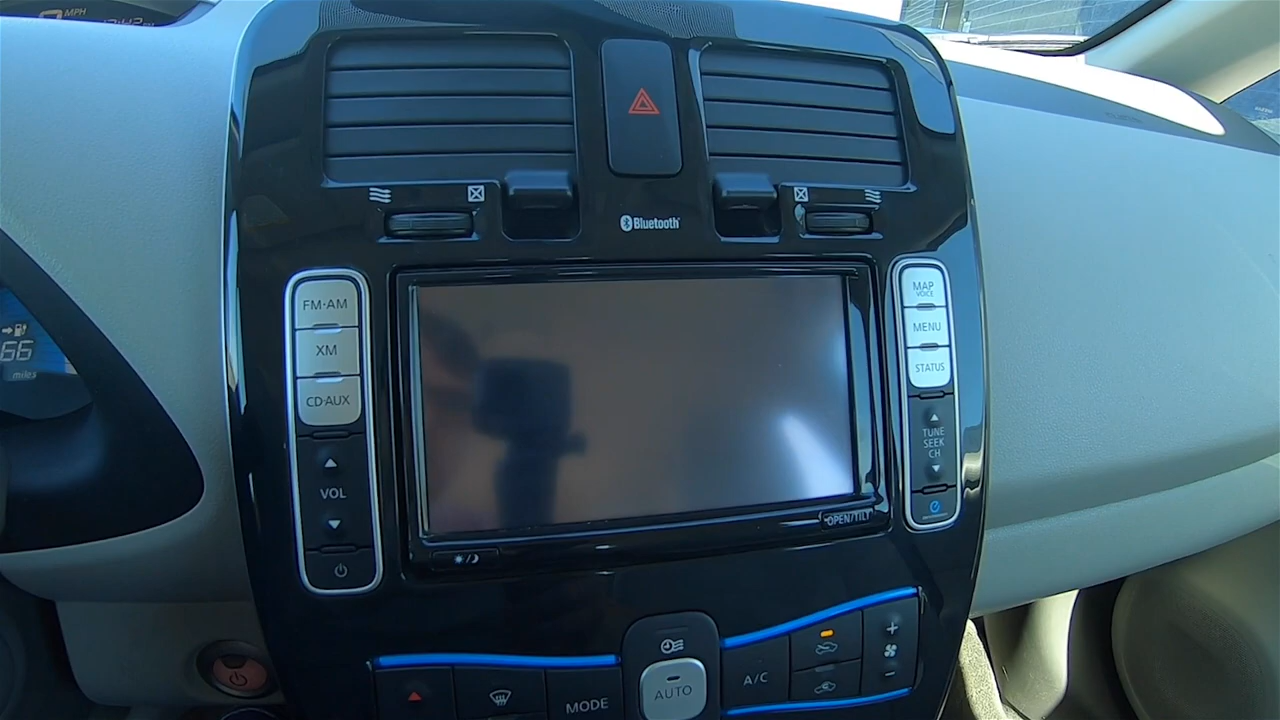 MPH
Bluetooth
FM·AM
XM
CD·AUX
VOL
MAP
VOICE
MENU
STATUS
TUNE
SEEK
CH
OPEN/TILT
66
miles
MODE
AUTO
A/C